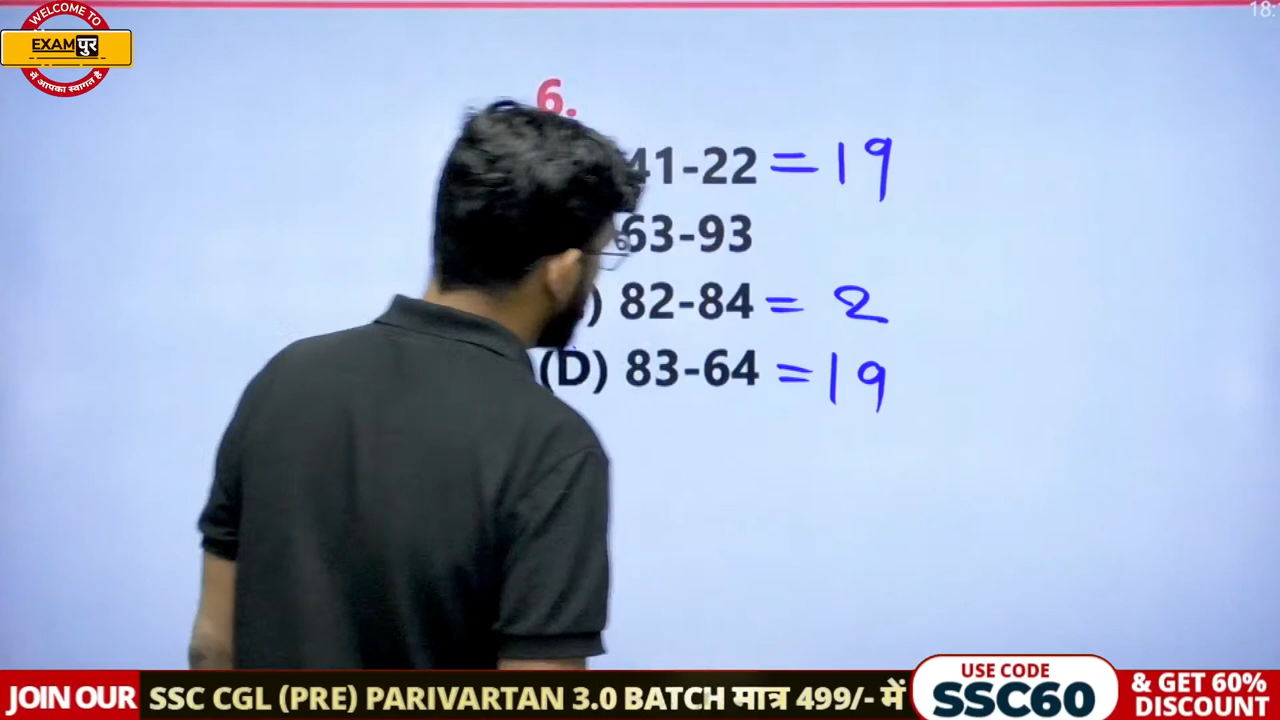 WELCOME TO
EXAMपुर
में आपका स्वागत है
18:
6.
41-22 = 19
63-93
) 82-84 = 2
(D) 83-64 = 19
JOIN OUR SSC CGL (PRE) PARIVARTAN 3.0 BATCH मात्र 499/- में
USE CODE
SSC60
& GET 60%
DISCOUNT